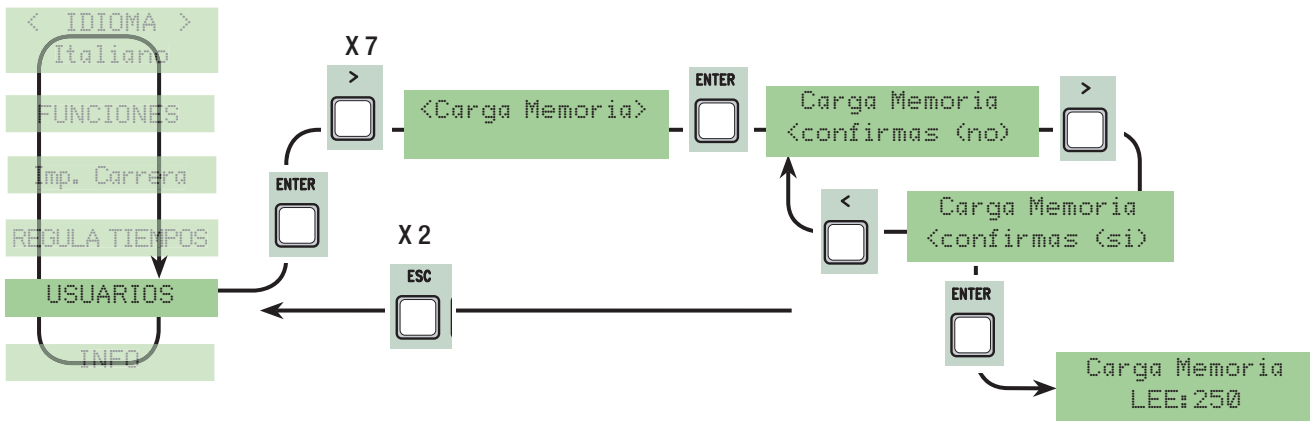 < IDIOMA >
Italiano
FUNCIONES
Imp. Carrera
REGULA TIEMPOS
USUARIOS
INFO
ENTER
X 7
>
<Carga Memoria>
ENTER
Carga Memoria
<confirmas (no)
>
<
Carga Memoria
<confirmas (si)
ENTER
Carga Memoria
LEE:250
X 2
ESC